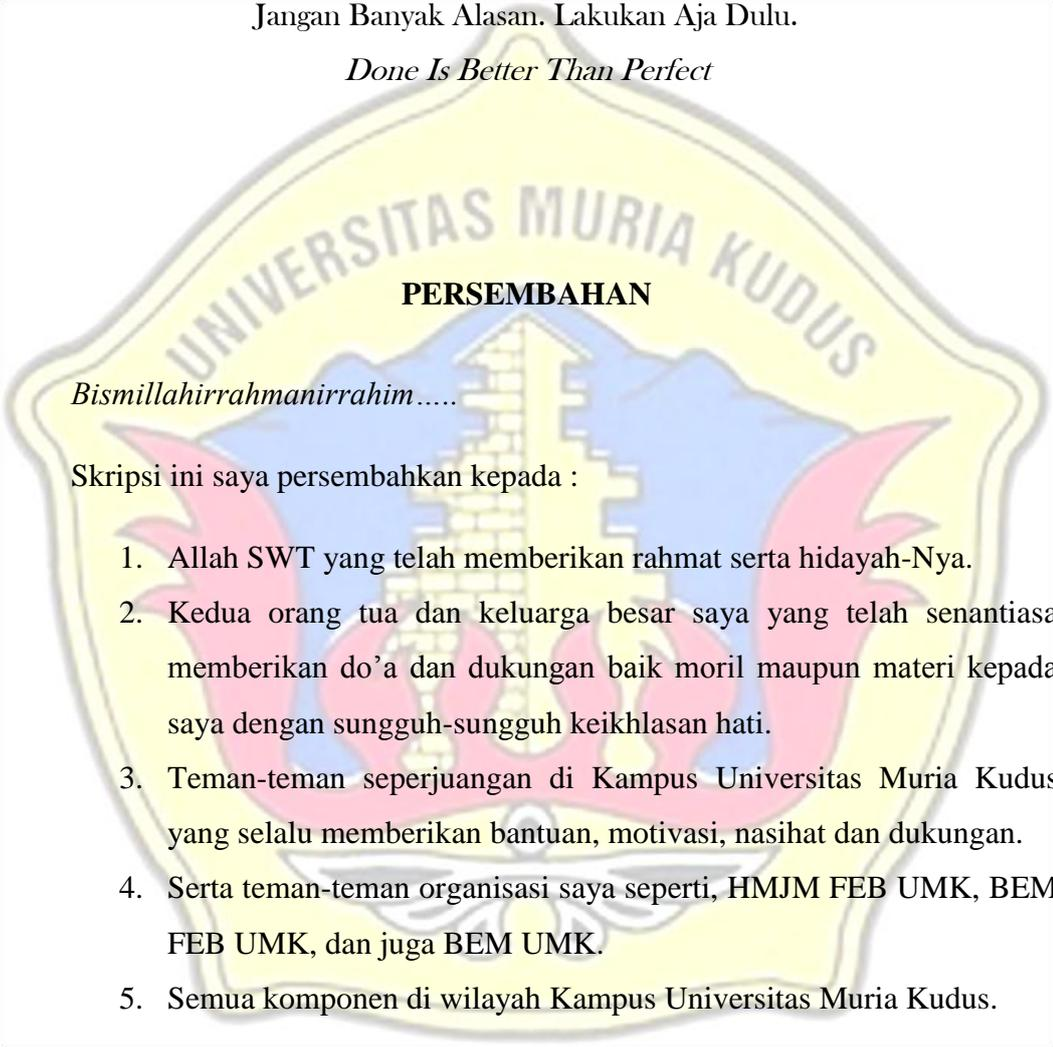 Jangan Banyak Alasan. Lakukan Aja Dulu.
Done Is Better Than Perfect
UNIVERSITAS MURIA KUDUS
PERSEMBAHAN
Bismillahirrahmanirrahim…..
Skripsi ini saya persembahkan kepada :
1. Allah SWT yang telah memberikan rahmat serta hidayah-Nya.
2. Kedua orang tua dan keluarga besar saya yang telah senantiasa
memberikan do’a dan dukungan baik moril maupun materi kepada
saya dengan sungguh-sungguh keikhlasan hati.
3. Teman-teman seperjuangan di Kampus Universitas Muria Kudus
yang selalu memberikan bantuan, motivasi, nasihat dan dukungan.
4. Serta teman-teman organisasi saya seperti, HMJM FEB UMK, BEM
FEB UMK, dan juga BEM UMK.
5. Semua komponen di wilayah Kampus Universitas Muria Kudus.